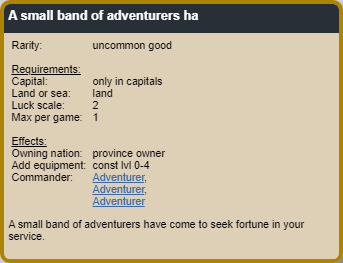 A small band of adventurers ha
Rarity: uncommon good
Requirements:
Capital: only in capitals
Land or sea: land
Luck scale: 2
Max per game: 1
Effects:
Owning nation: province owner
Add equipment: const lvl 0-4
Commander: Adventurer,
Adventurer,
Adventurer
A small band of adventurers have come to seek fortune in your
service.